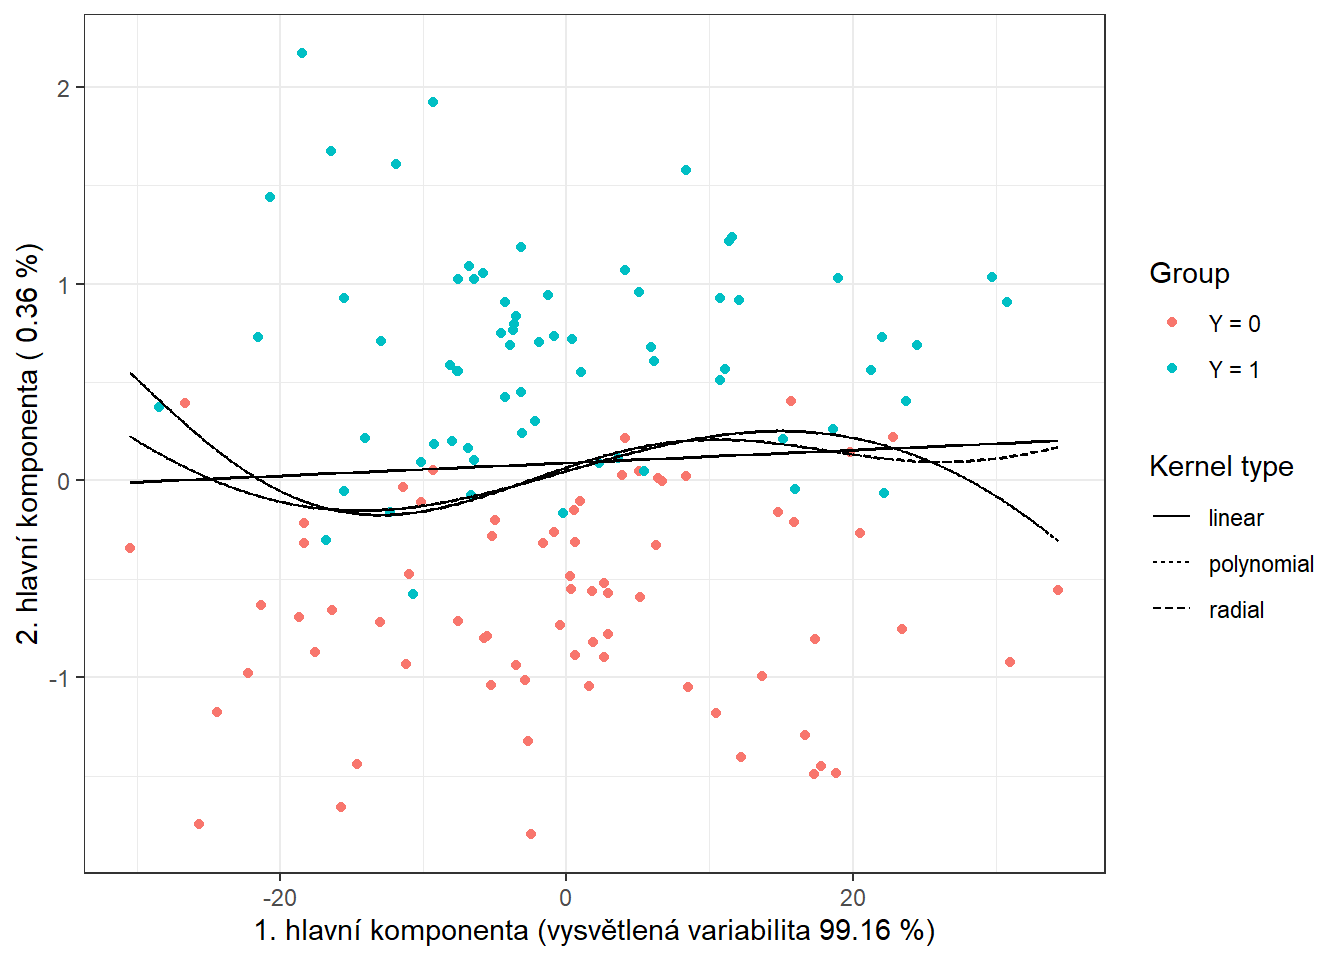 2
1
0
-1
-20
0
20
1. hlavní komponenta (vysvětlená variabilita 99.16 %)
2. hlavní komponenta ( 0.36 %)
Group
Y = 0
Y = 1
Kernel type
linear
polynomial
radial